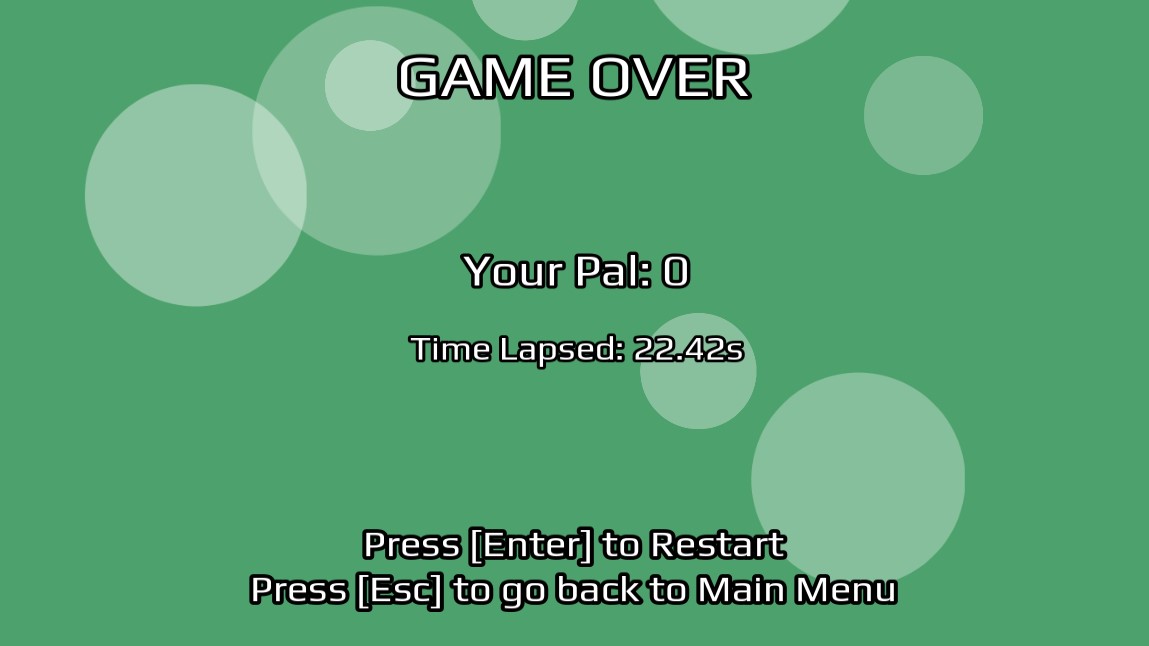 GAME OVER
Your Pal: 0
Time Lapsed: 22.42s
Press [Enter] to Restart
Press [Esc] to go back to Main Menu